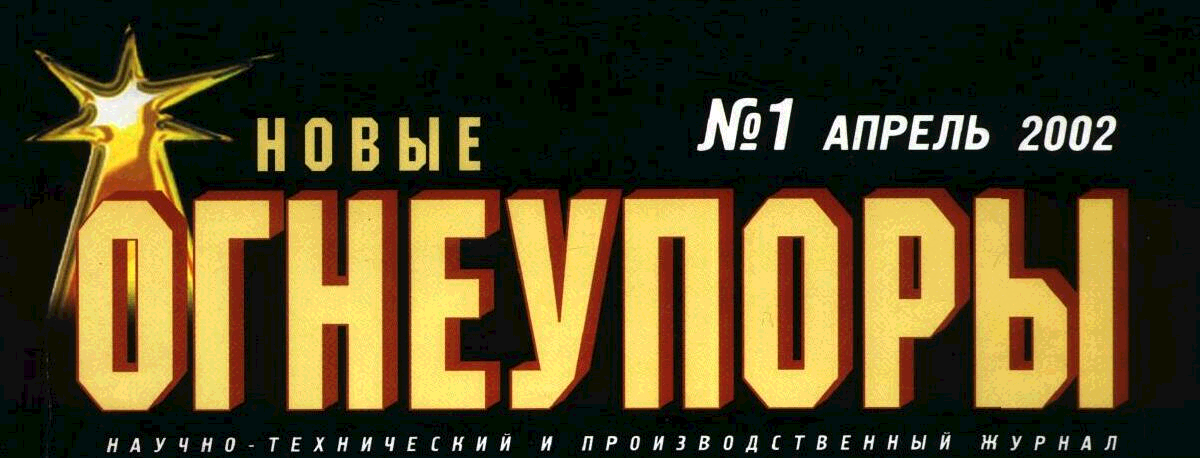 №1 АПРЕЛЬ 2002
НОВЫЕ
ОГНЕУПОРЫ
НАУЧНО-ТЕХНИЧЕСКИЙ И ПРОИЗВОДСТВЕННЫЙ ЖУРНАЛ